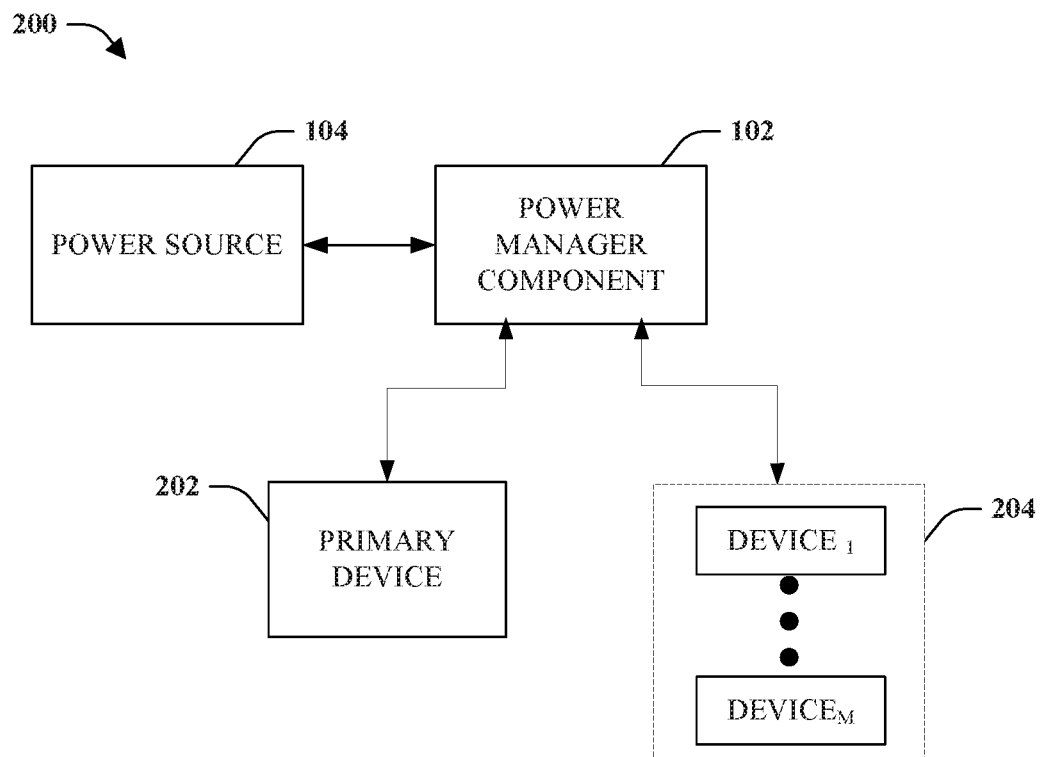 200
104
102
POWER SOURCE
POWER
MANAGER
COMPONENT
202
PRIMARY
DEVICE
204
DEVICE 1
DEVICEM